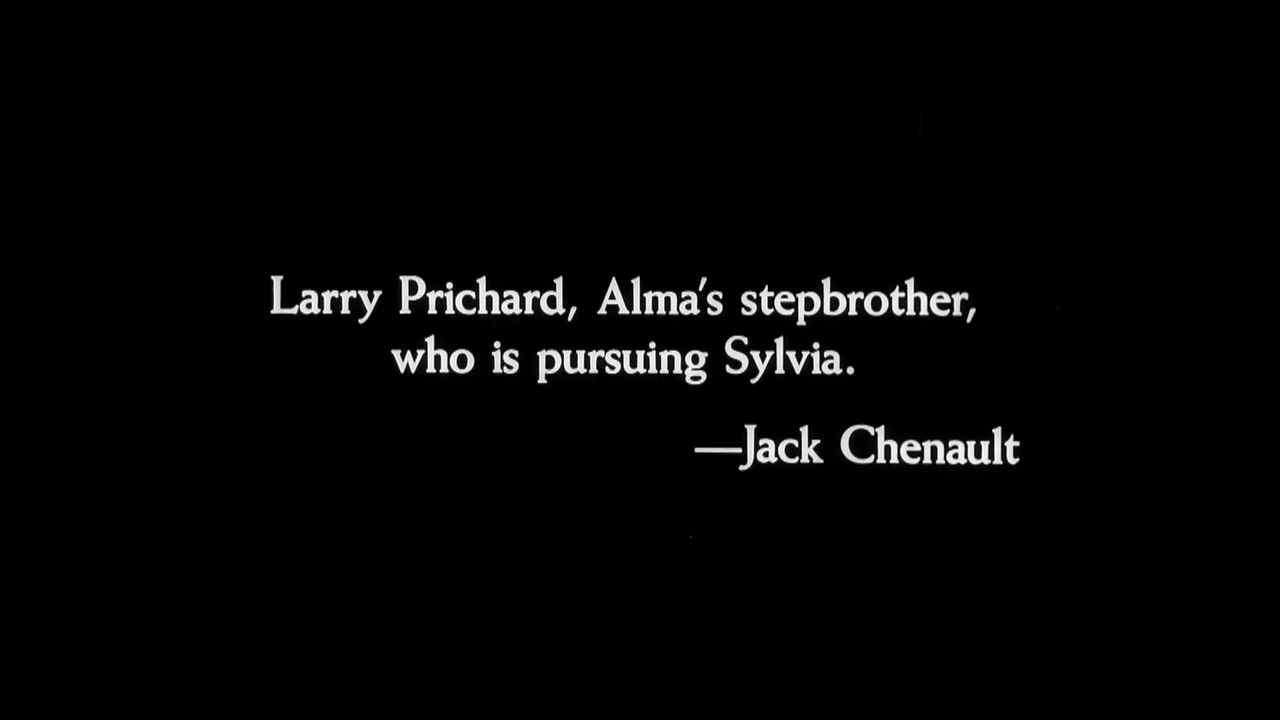 Larry Prichard, Alma's stepbrother,
who is pursuing Sylvia.
—Jack Chenault